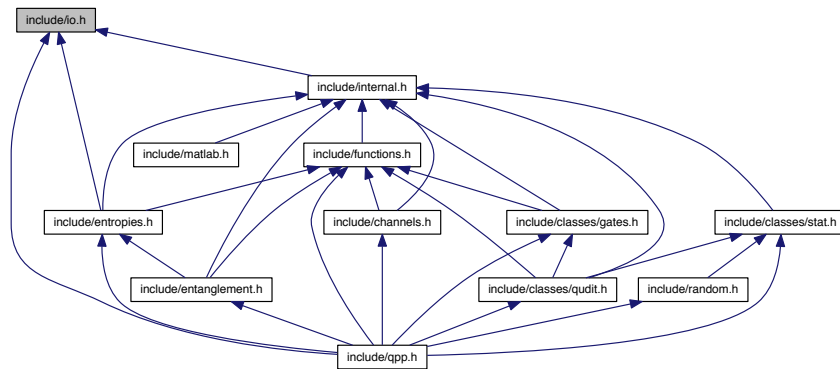 include/io.h
include/internal.h
include/matlab.h
include/functions.h
include/entropies.h
include/channels.h
include/classes/gates.h
include/classes/stat.h
include/entanglement.h
include/classes/qudit.h
include/random.h
include/qpp.h